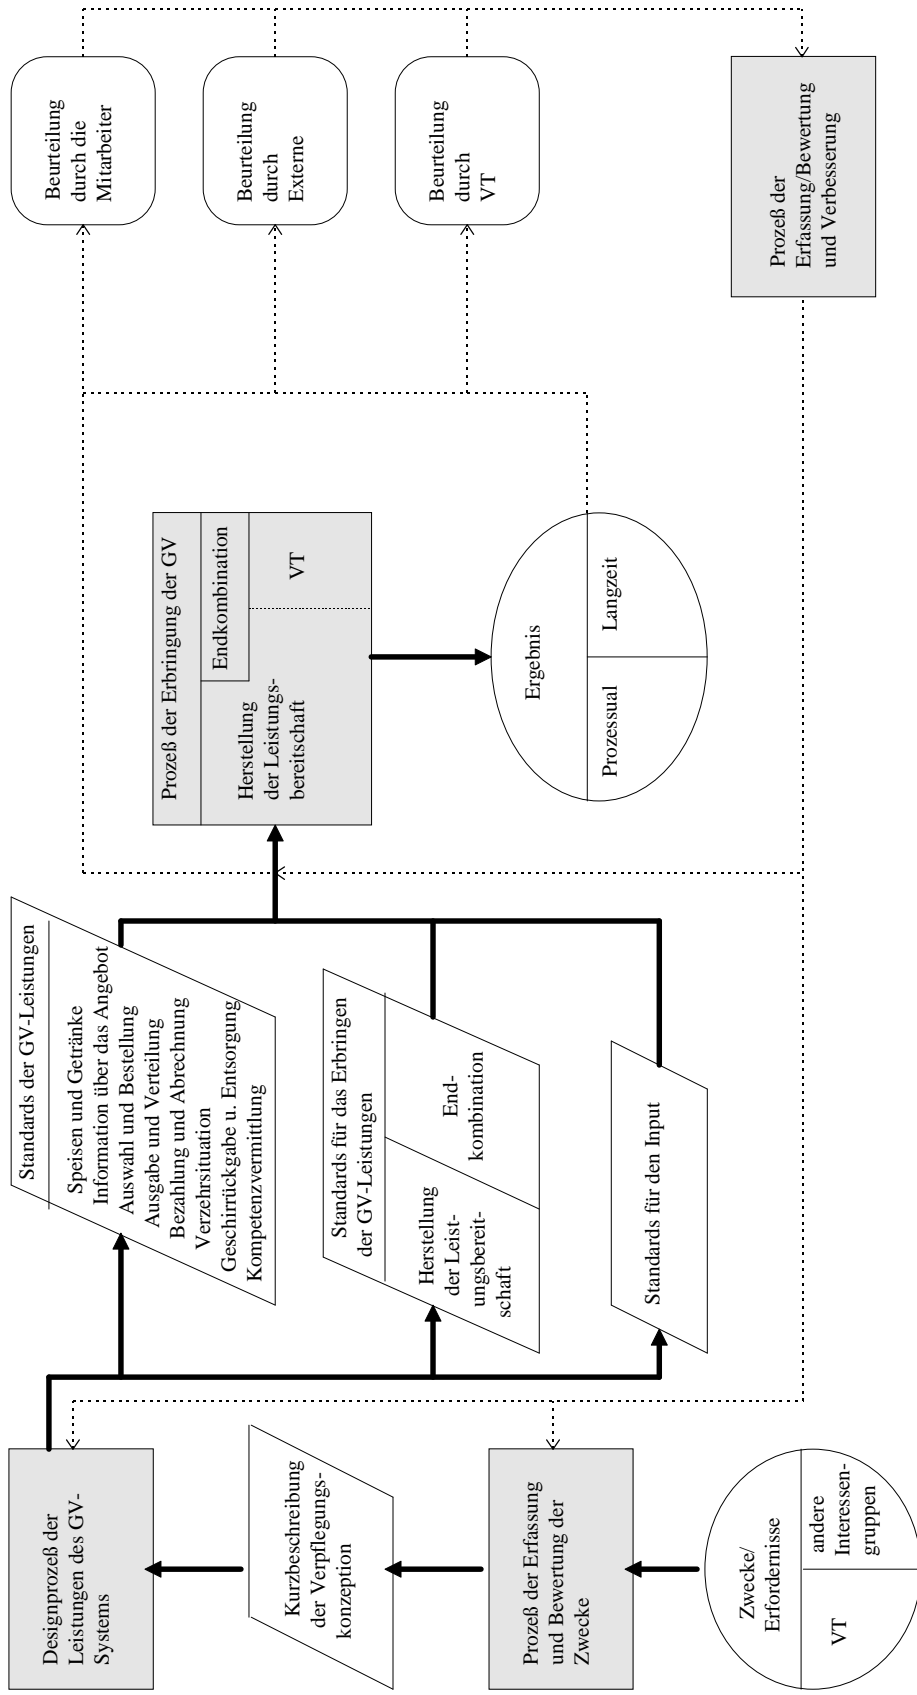 Designprozeß der
Leistungen des GV-
Systems
Kurzbeschreibung
der Verpflegungs-
konzeption
Prozeß der Erfassung
und Bewertung der
Zwecke
Zwecke/
Erfordernisse
VT
andere
Interessen-
gruppen
Standards der GV-Leistungen
Speisen und Getränke
Information über das Angebot
Auswahl und Bestellung
Ausgabe und Verteilung
Bezahlung und Abrechnung
Verzehrsituation
Geschirrückgabe u. Entsorgung
Kompetenzvermittlung
Standards für das Erbringen
der GV-Leistungen
Herstellung
der Leist-
ungsbereit-
schaft
End-
kombination
Standards für den Input
Prozeß der Erbringung der GV
Herstellung
der Leistungs-
bereitschaft
Endkombination
VT
Ergebnis
Prozessual
Langzeit
Beurteilung
durch die
Mitarbeiter
Beurteilung
durch
Externe
Beurteilung
durch
VT
Prozeß der
Erfassung/Bewertung
und Verbesserung